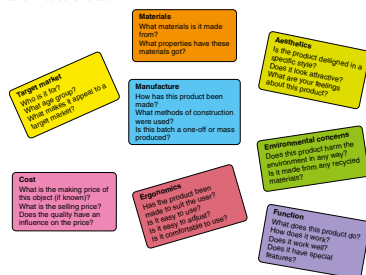 Materials
What materials is it made
from?
What properties have these
materials got?
Aesthetics
Is the product designed in a
specific style?
Does it look attractive?
What are your feelings
about this product?
Target market
Who is it for?
What age group?
What makes it appeal to a
target market?
Manufacture
How has this product been
made?
What methods of construction
were used?
Is this batch a one-off or mass
produced?
Environmental concerns
Does this product harm the
environment in any way?
Is it made from any recycled
materials?
Cost
What is the making price of
this object (if known)?
What is the selling price?
Does the quality have an
influence on the price?
Ergonomics
Has the product been
made to suit the user?
Is it easy to use?
Is it easy to adjust?
Is it comfortable to use?
Function
What does this product do?
How does it work?
Does it work well?
Does it have special
features?